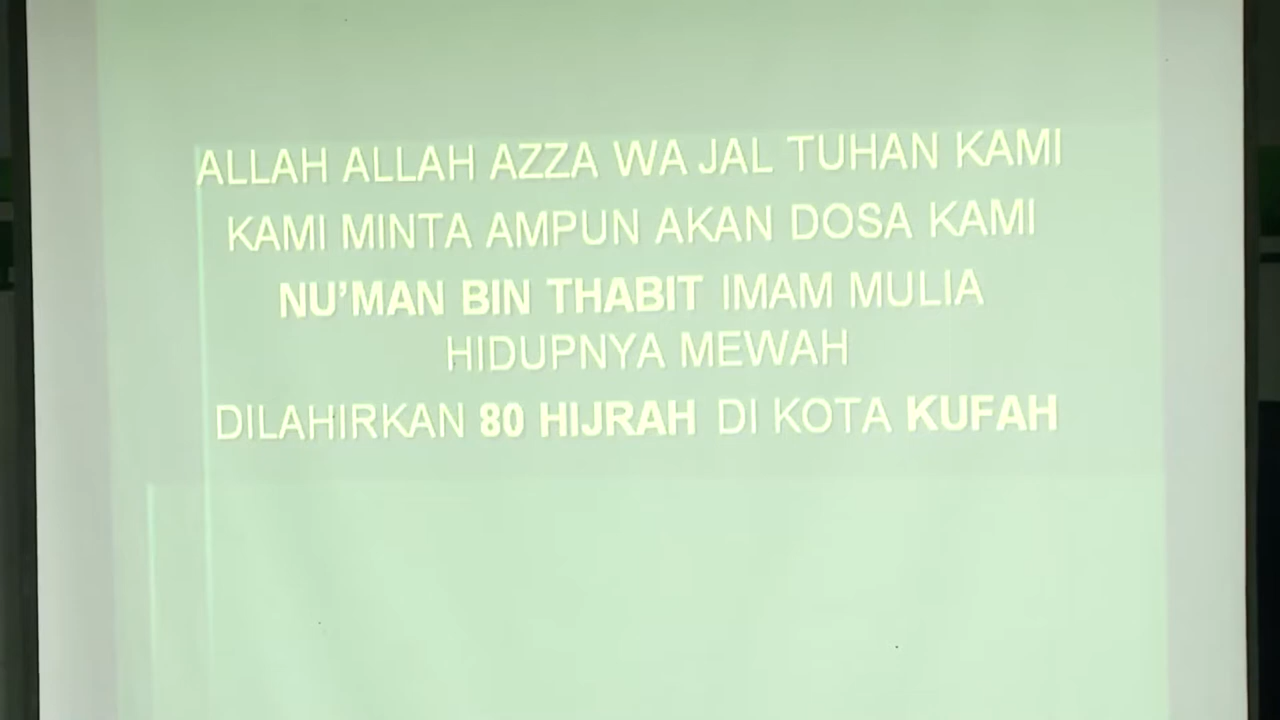 ALLAH ALLAH AZZA WA JAL TUHAN KAMI
KAMI MINTA AMPUN AKAN DOSA KAMI
NU'MAN BIN THABIT IMAM MULIA
HIDUPNYA MEWAH
DILAHIRKAN 80 HIJRAH DI KOTA KUFAH